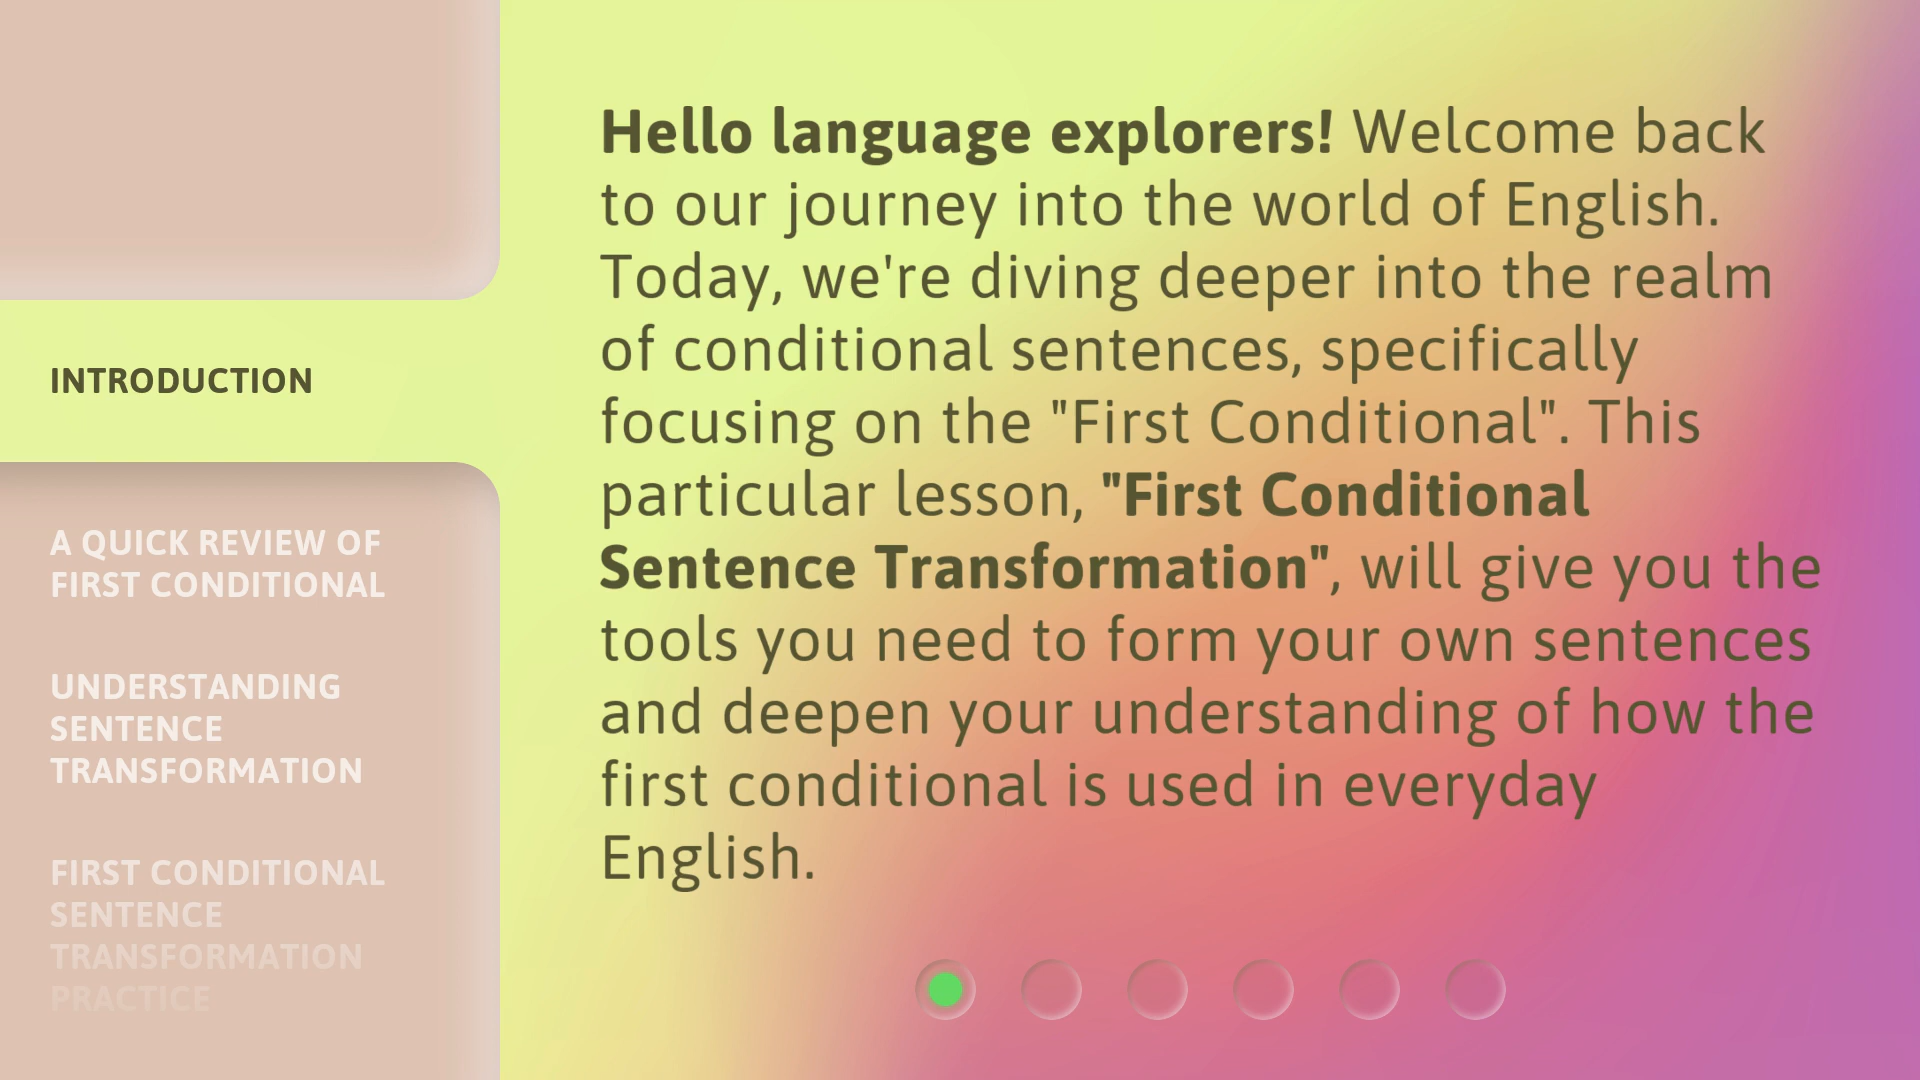 INTRODUCTION
A QUICK REVIEW OF
FIRST CONDITIONAL
UNDERSTANDING
SENTENCE
TRANSFORMATION
FIRST CONDITIONAL
SENTENCE
TRANSFORMATION
PRACTICE
Hello language explorers! Welcome back
to our journey into the world of English.
Today, we're diving deeper into the realm
of conditional sentences, specifically
focusing on the "First Conditional". This
particular lesson, "First Conditional
Sentence Transformation", will give you the
tools you need to form your own sentences
and deepen your understanding of how the
first conditional is used in everyday
English.